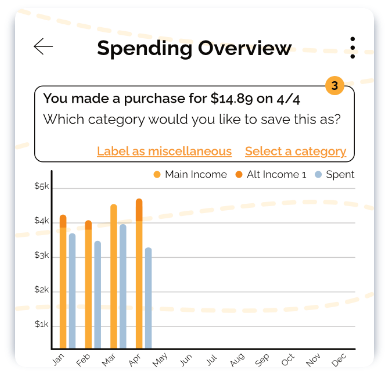 Spending Overview
3
You made a purchase for $14.89 on 4/4
Which category would you like to save this as?
Label as miscellaneous Select a category
Main Income Alt Income 1 Spent
$5k
$4k
$3k
$2k
$1k
Jan Feb Mar Apr May Jun Jul Aug Sep Oct Nov Dec